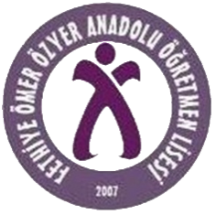 FETHİYE ÖMER ÖZYER ANADOLU ÖĞRETMEN LİSESİ
2007